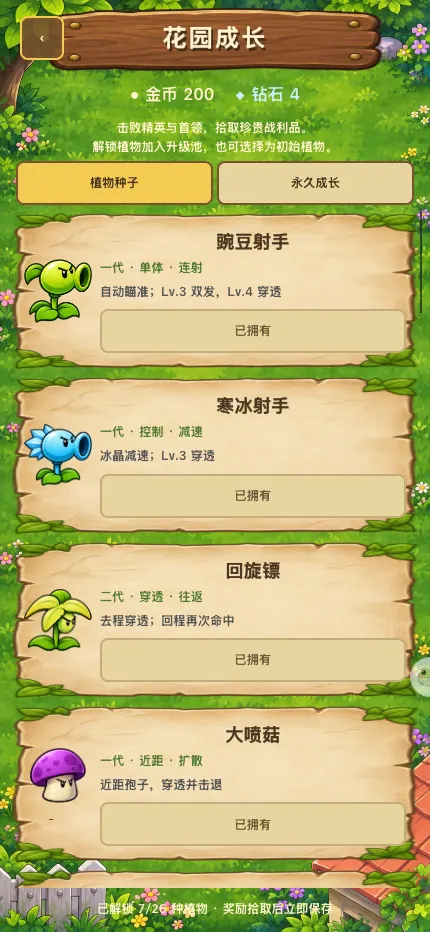 花园成长
金币 200 钻石 4
击败精英与首领，拾取珍贵战利品。
解锁植物加入升级池，也可选择为初始植物。
植物种子 永久成长
豌豆射手
一代 · 单体 · 连射
自动瞄准；Lv.3 双发，Lv.4 穿透
已拥有
寒冰射手
一代 · 控制 · 减速
冰晶减速；Lv.3 穿透
已拥有
回旋镖
二代 · 穿透 · 往返
去程穿透；回程再次命中
已拥有
大喷菇
一代 · 近距 · 扩散
近距孢子，穿透并击退
已拥有
已解锁 7/26 种植物 · 奖励拾取后立即保存